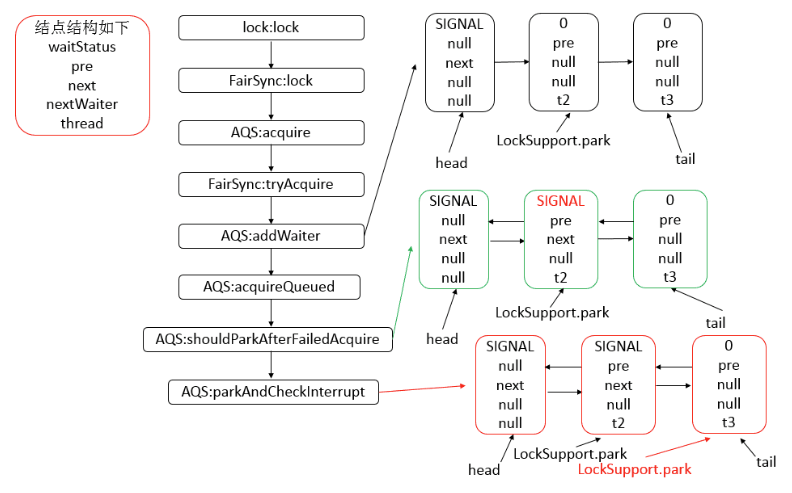 结点结构如下
waitStatus
pre
next
nextWaiter
thread
lock:lock
FairSync:lock
AQS:acquire
FairSync:tryAcquire
AQS:addWaiter
AQS:acquireQueued
AQS:shouldParkAfterFailedAcquire
AQS:parkAndCheckInterrupt
SIGNAL
null
next
null
null
0
pre
null
null
t2
0
pre
null
null
t3
head
LockSupport.park
tail
SIGNAL
null
next
null
null
SIGNAL
pre
next
null
t2
0
pre
null
null
t3
head
LockSupport.park
tail
SIGNAL
null
next
null
null
SIGNAL
pre
next
null
t2
0
pre
null
null
t3
head
LockSupport.park
LockSupport.park
tail